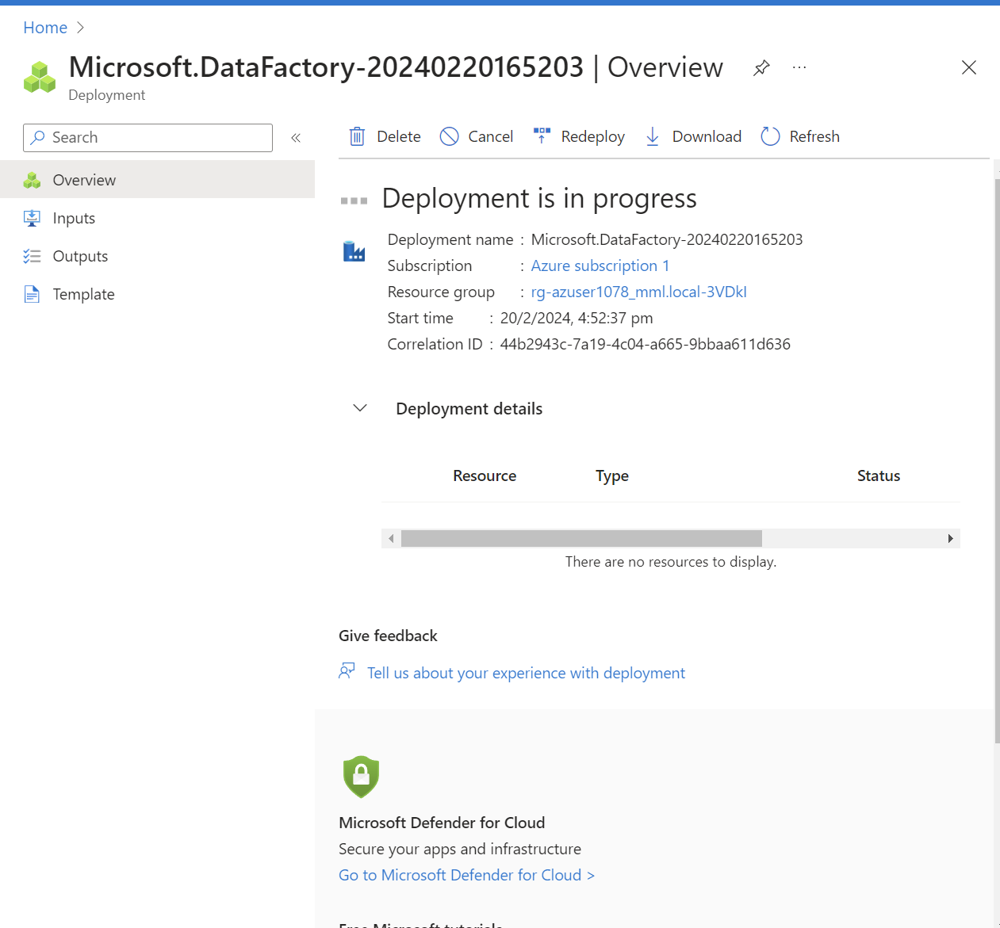 Home
Microsoft.DataFactory-20240220165203 | Overview
Deployment
Search
Delete Cancel Redeploy Download Refresh
Overview
Inputs
Outputs
Template
Deployment is in progress
Deployment name : Microsoft.DataFactory-20240220165203
Subscription : Azure subscription 1
Resource group : rg-azuser1078_mml.local-3VDkI
Start time : 20/2/2024, 4:52:37 pm
Correlation ID : 44b2943c-7a19-4c04-a665-9bbaa611d636
Deployment details
Resource Type Status
There are no resources to display.
Give feedback
Tell us about your experience with deployment
Microsoft Defender for Cloud
Secure your apps and infrastructure
Go to Microsoft Defender for Cloud >
Free Microsoft tutorials